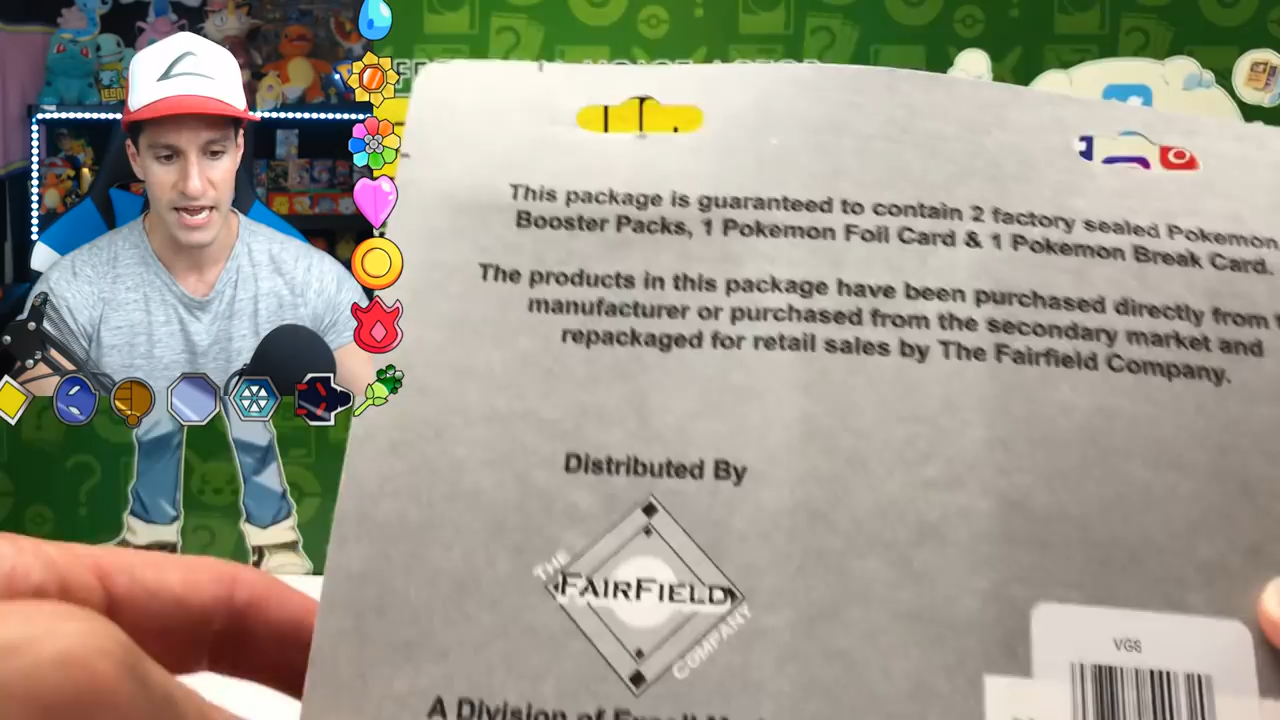 This package is guaranteed to contain 2 factory sealed Pokemon
Booster Packs, 1 Pokemon Foil Card & 1 Pokemon Break Card.
The products in this package have been purchased directly from
manufacturer or purchased from the secondary market and
repackaged for retail sales by The Fairfield Company.
Distributed By
THE
FAIRFIELD
COMPANY
A Division of
VGS